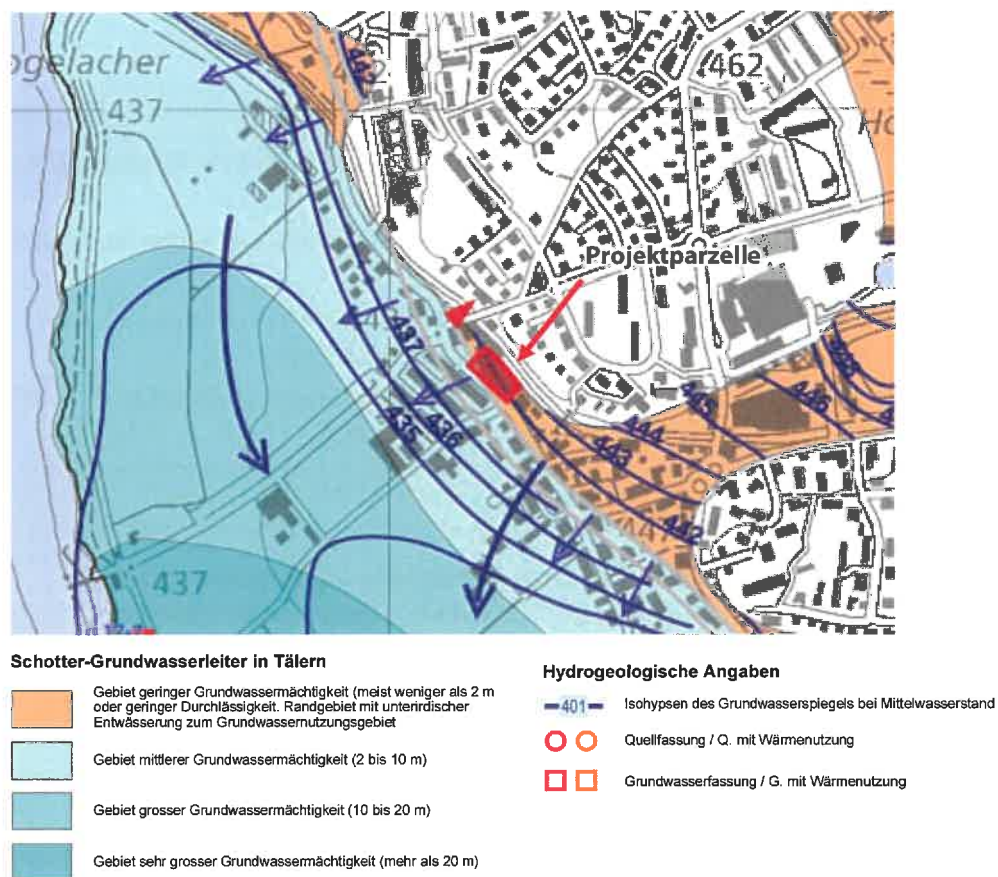 ogelacher
462
437
Projektparzelle
437
436
435
445
446
444
443
442
437
Schotter-Grundwasserleiter in Tälern
Gebiet geringer Grundwassermächtigkeit (meist weniger als 2 m
oder geringer Durchlässigkeit. Randgebiet mit unterirdischer
Entwässerung zum Grundwassernutzungsgebiet
Gebiet mittlerer Grundwassermächtigkeit (2 bis 10 m)
Gebiet grosser Grundwassermächtigkeit (10 bis 20 m)
Gebiet sehr grosser Grundwassermächtigkeit (mehr als 20 m)
Hydrogeologische Angaben
401 Isohypsen des Grundwasserspiegels bei Mittelwasserstand
Quellfassung / Q. mit Wärmenutzung
Grundwasserfassung / G. mit Wärmenutzung